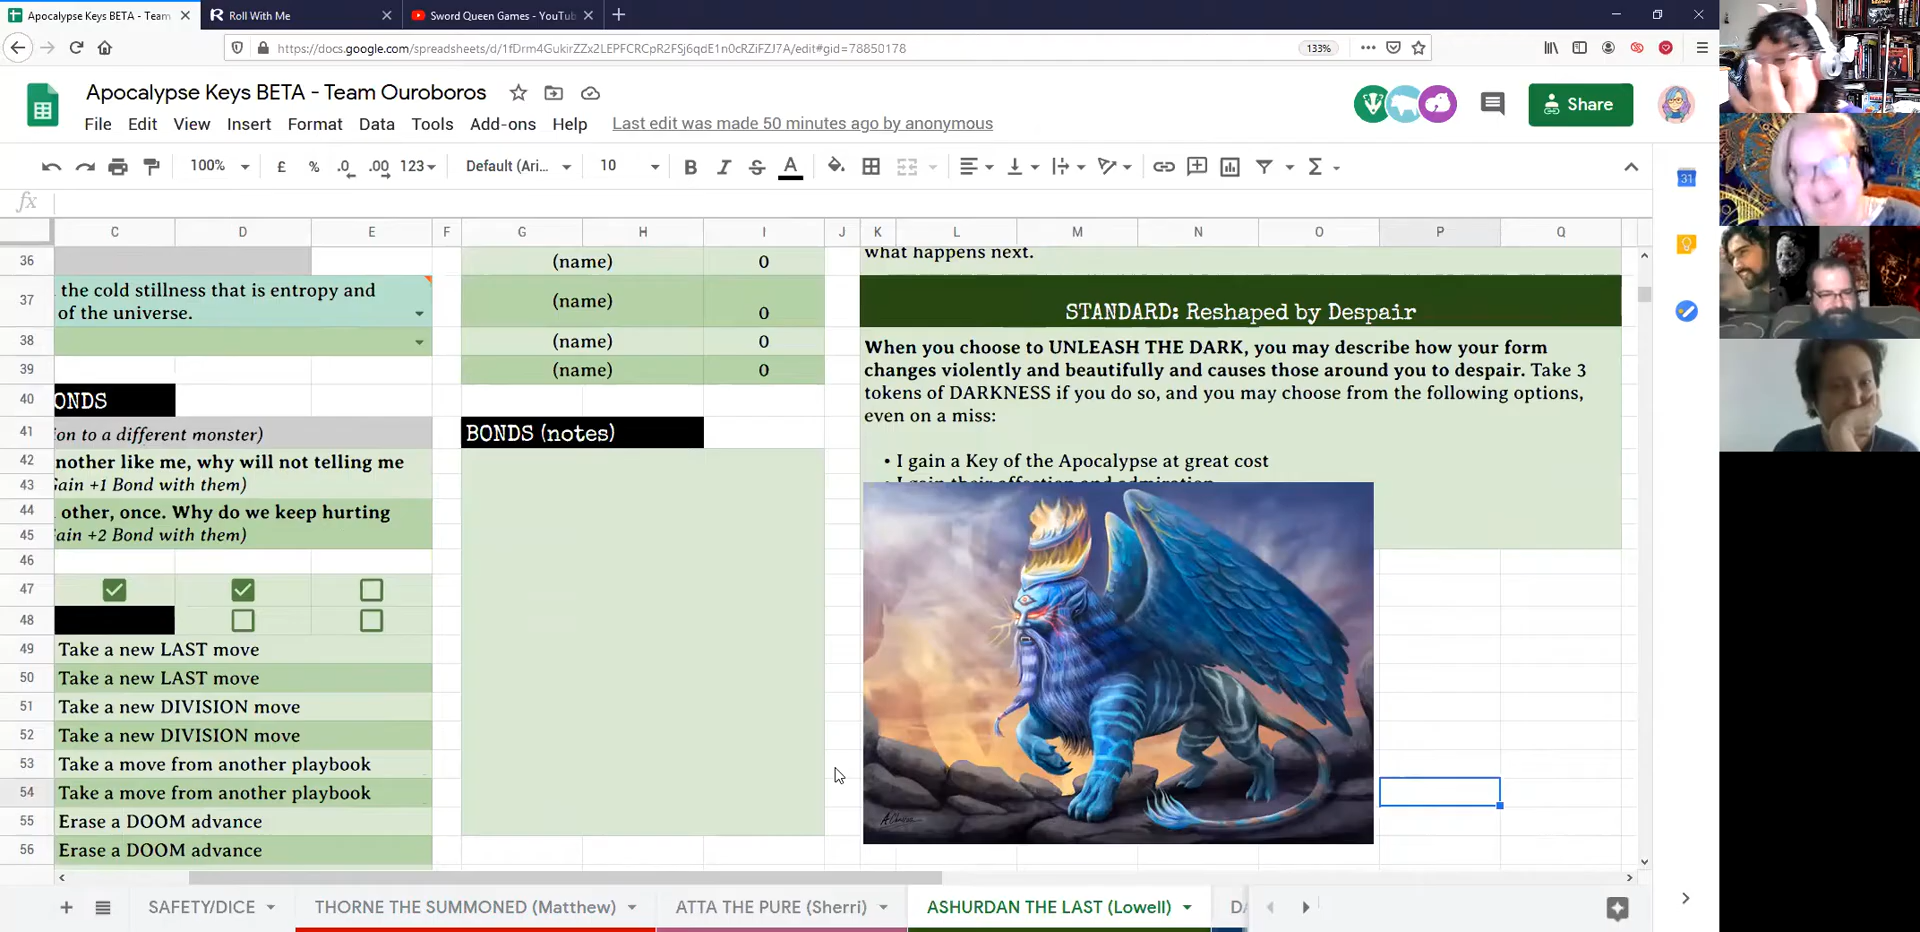 Apocalypse Keys BETA - Team
Roll With Me
Sword Queen Games - YouTub
https://docs.google.com/spreadsheets/d/1fDrm4GukirZZx2LEPFCRCpR2FSj6qdE1n0cRZiFZJ7A/edit#gid=78850178
133%
Apocalypse Keys BETA - Team Ouroboros
Share
File Edit View Insert Format Data Tools Add-ons Help Last edit was made 50 minutes ago by anonymous
100% £ % .0 .00 123 Default (Ari... 10 B I S A Σ
31
fx
C D E F G H I J K L M N O P Q
what happens next.
36 (name) 0
37 the cold stillness that is entropy and
of the universe.
(name) 0
STANDARD: Reshaped by Despair
38 (name) 0
39 (name) 0
When you choose to UNLEASH THE DARK, you may describe how your form
changes violently and beautifully and causes those around you to despair. Take 3
tokens of DARKNESS if you do so, and you may choose from the following options,
even on a miss:
40 ONDS
41 ion to a different monster)
BONDS (notes)
• I gain a Key of the Apocalypse at great cost
• I gain their affection and admiration
42 nother like me, why will not telling me
43 Gain +1 Bond with them)
44 other, once. Why do we keep hurting
45 ain +2 Bond with them)
46
47
48
49 Take a new LAST move
50 Take a new LAST move
51 Take a new DIVISION move
52 Take a new DIVISION move
53 Take a move from another playbook
54 Take a move from another playbook
55 Erase a DOOM advance
56 Erase a DOOM advance
SAFETY/DICE THORNE THE SUMMONED (Matthew) ATTA THE PURE (Sherri) ASHURDAN THE LAST (Lowell)